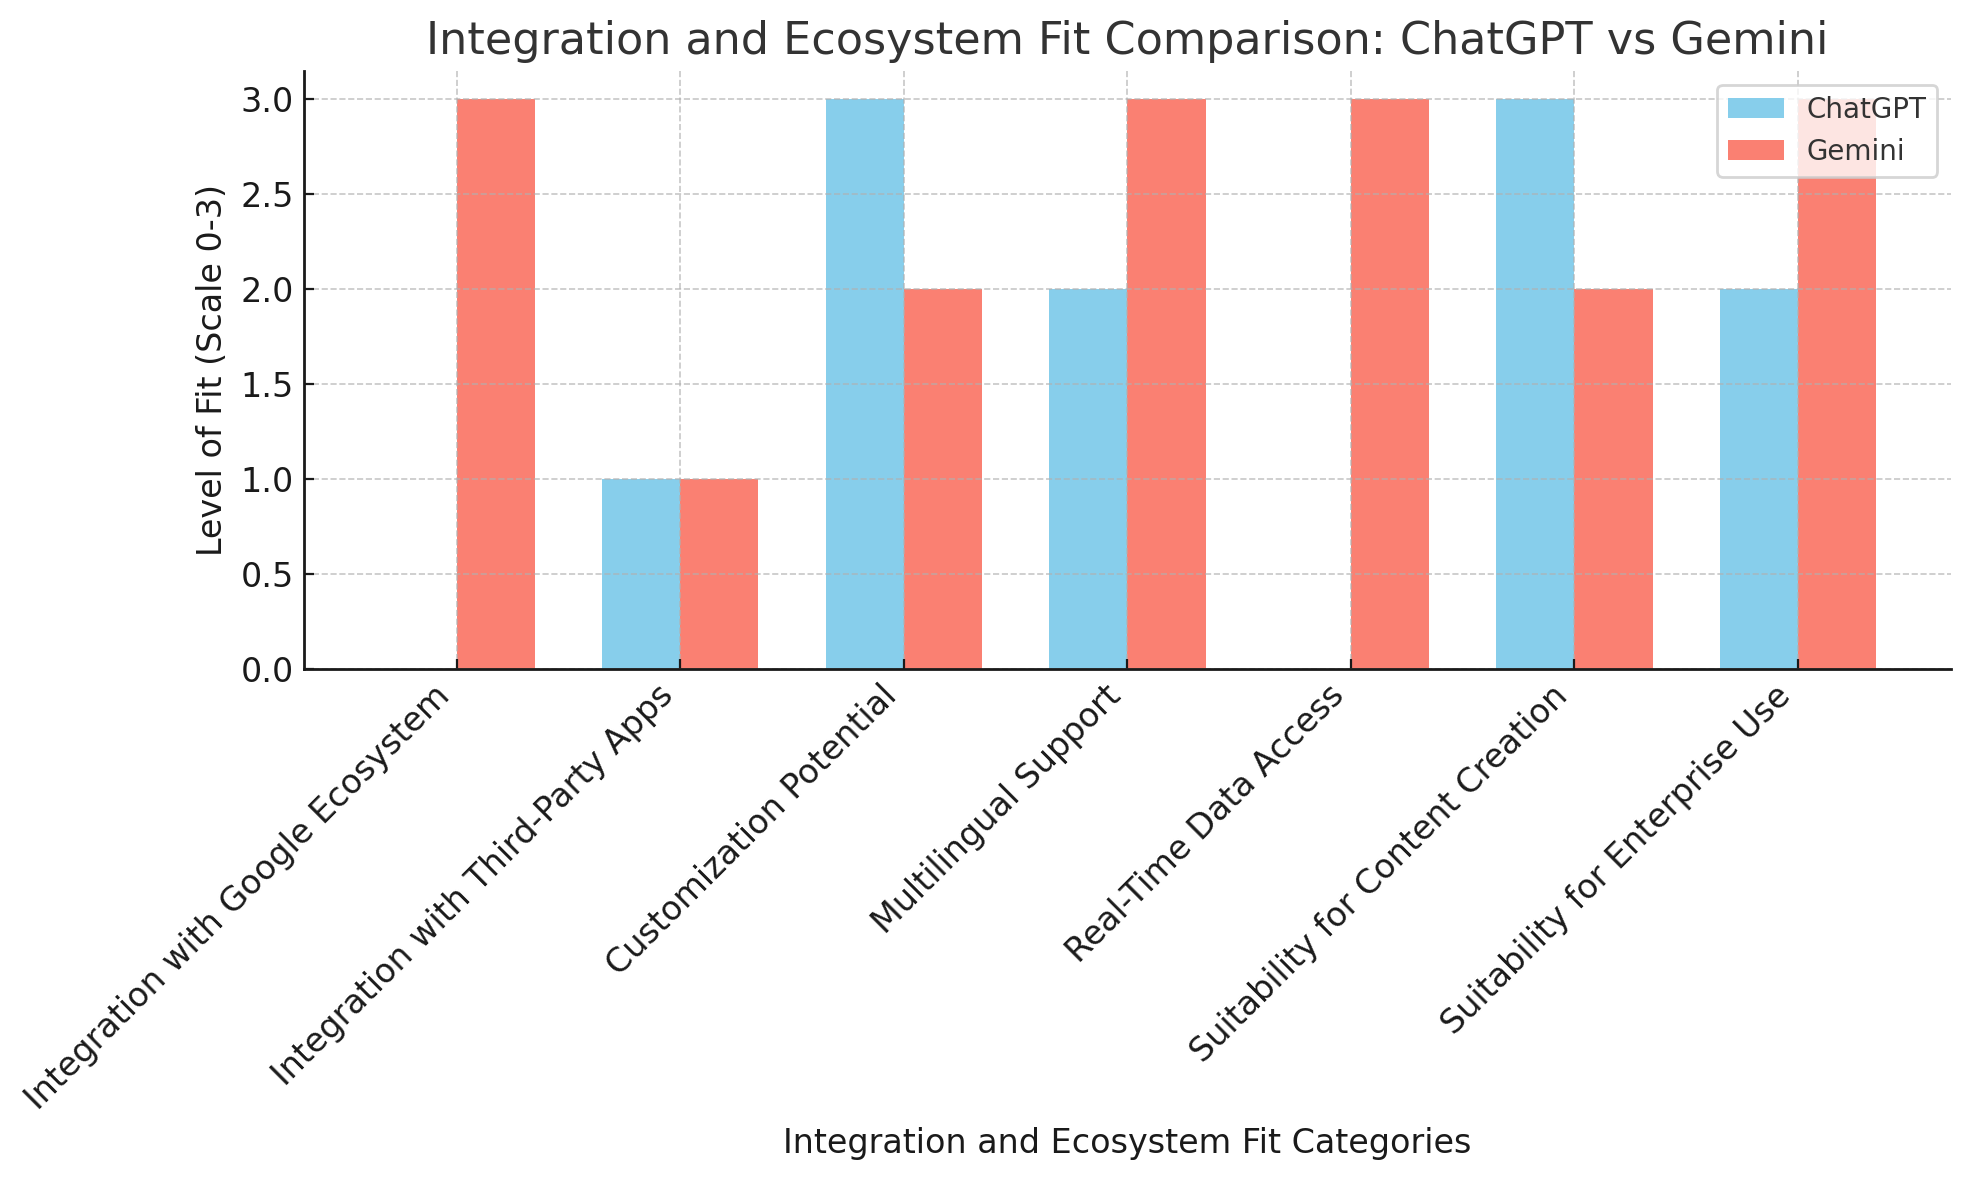 Integration and Ecosystem Fit Comparison: ChatGPT vs Gemini
ChatGPT
Gemini
Level of Fit (Scale 0-3)
3.0
2.5
2.0
1.5
1.0
0.5
0.0
Integration with Google Ecosystem
Integration with Third-Party Apps
Customization Potential
Multilingual Support
Real-Time Data Access
Suitability for Content Creation
Suitability for Enterprise Use
Integration and Ecosystem Fit Categories